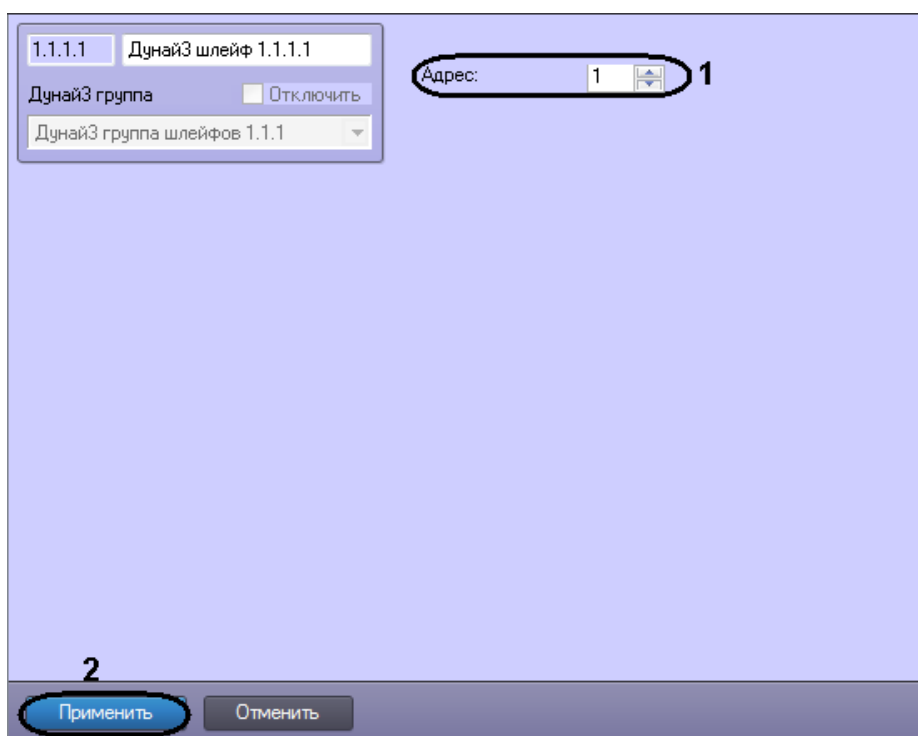 1.1.1.1 Дунай3 шлейф 1.1.1.1
Адрес: 1 1
Дунай3 группа Отключить
Дунай3 группа шлейфов 1.1.1
2
Применить Отменить